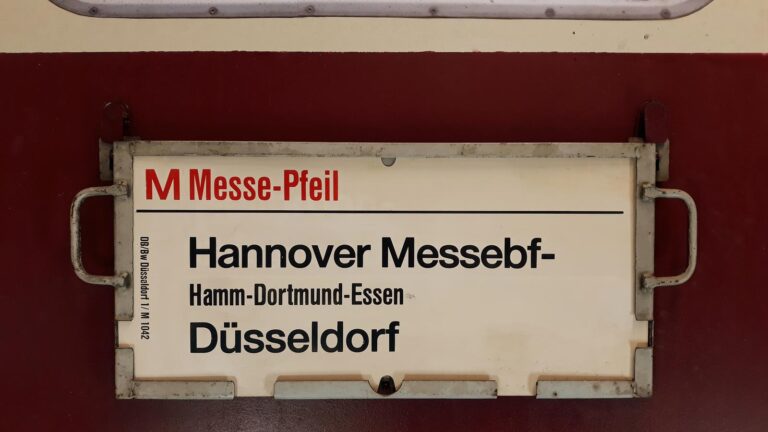 M Messe-Pfeil
Hannover Messebf-
Hamm-Dortmund-Essen
Düsseldorf
DB/Bw Düsseldorf 1/ M 1042